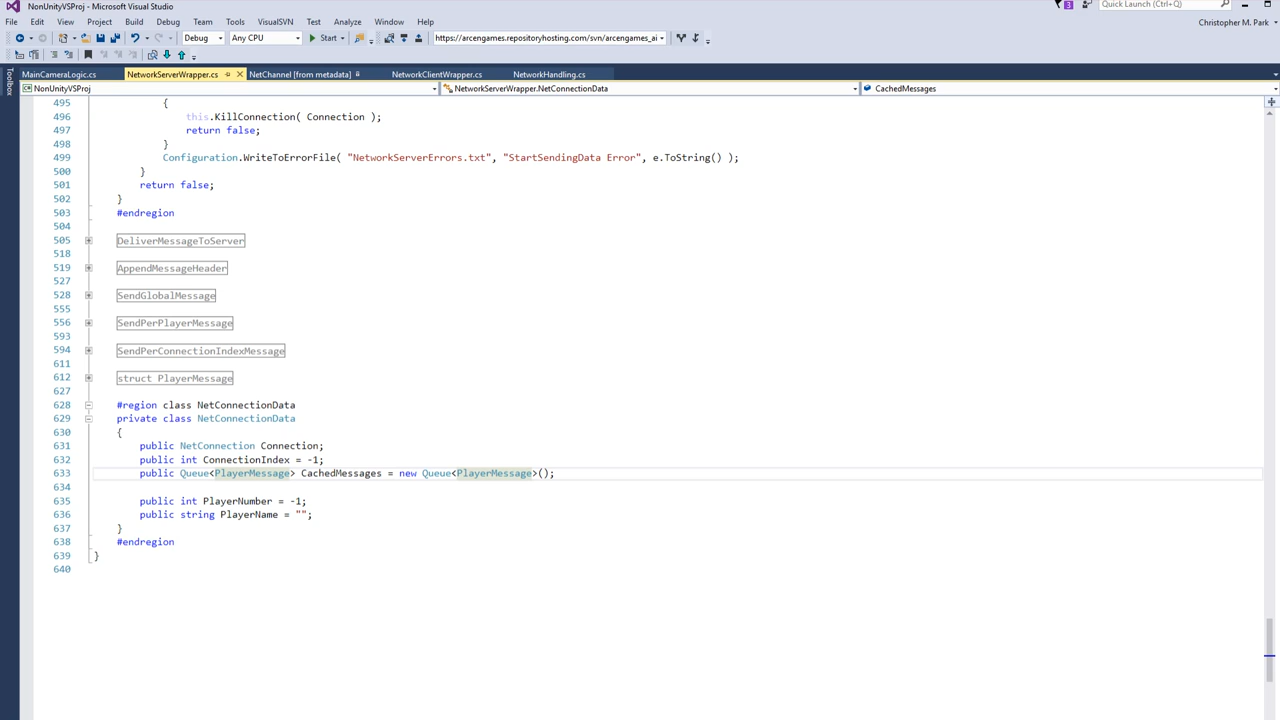 NonUnityVSProj - Microsoft Visual Studio
3
Quick Launch (Ctrl+Q)
File Edit View Project Build Debug Team Tools VisualSVN Test Analyze Window Help
Christopher M. Park
Debug Any CPU Start https://arcengames.repositoryhosting.com/svn/arcengames_ai
Toolbox
MainCameraLogic.cs NetworkServerWrapper.cs NetChannel [from metadata] NetworkClientWrapper.cs NetworkHandling.cs
NonUnityVSProj NetworkServerWrapper.NetConnectionData CachedMessages
495 {
496 this.KillConnection( Connection );
497 return false;
498 }
499 Configuration.WriteToErrorFile( "NetworkServerErrors.txt", "StartSendingData Error", e.ToString() );
500 }
501 return false;
502 }
503 #endregion
504
505 DeliverMessageToServer
518
519 AppendMessageHeader
527
528 SendGlobalMessage
555
556 SendPerPlayerMessage
593
594 SendPerConnectionIndexMessage
611
612 struct PlayerMessage
627
628 #region class NetConnectionData
629 private class NetConnectionData
630 {
631 public NetConnection Connection;
632 public int ConnectionIndex = -1;
633 public Queue<PlayerMessage> CachedMessages = new Queue<PlayerMessage>();
634
635 public int PlayerNumber = -1;
636 public string PlayerName = "";
637 }
638 #endregion
639 }
640